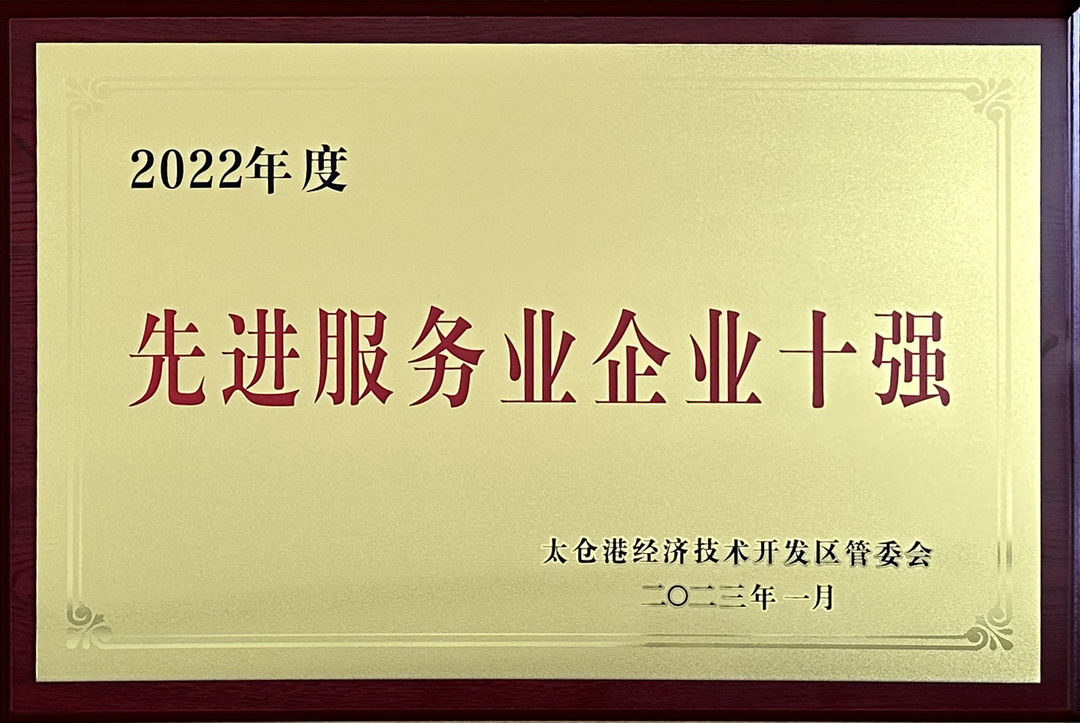 2022年度
先进服务业企业十强
太仓港经济技术开发区管委会
二〇二三年一月